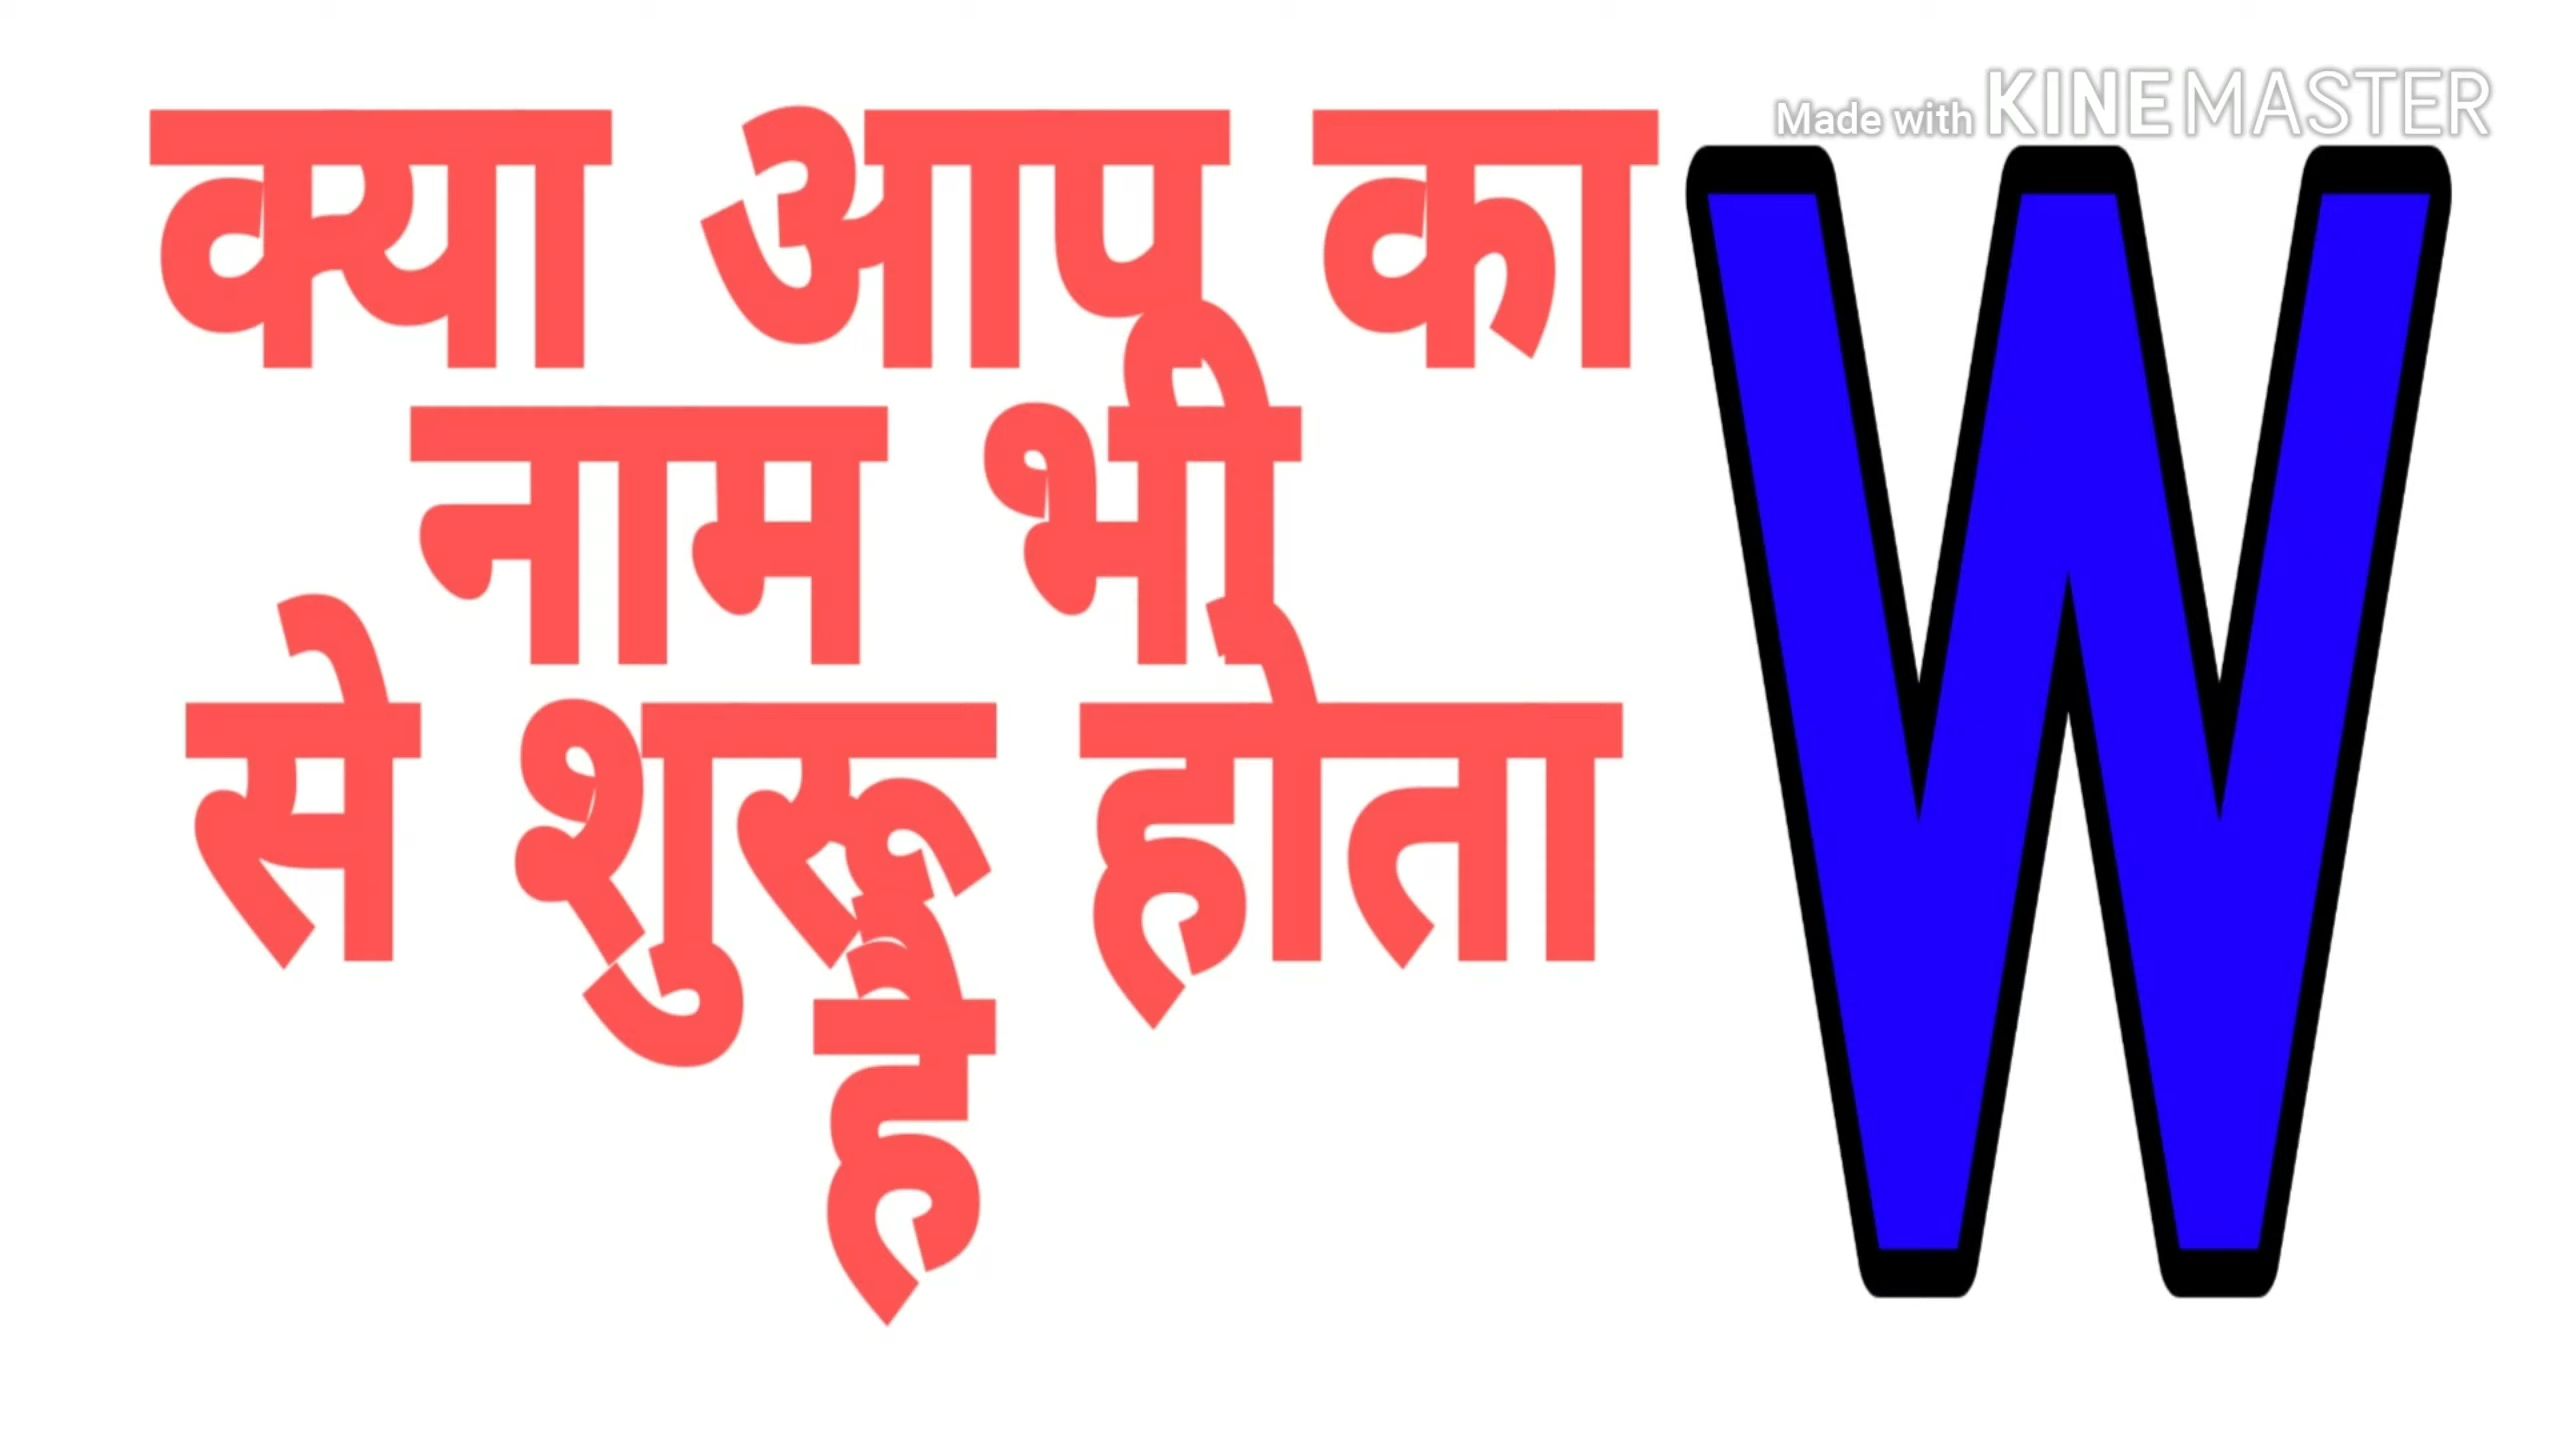 Made with KINEMASTER
क्या आप का
नाम भी
से शुरू होता
है
W